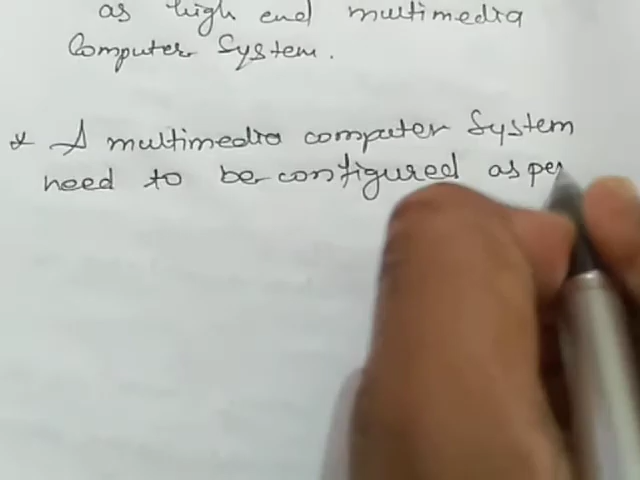 as high end multimedia
Computer System.
* A multimedia computer System
need to be configured as per